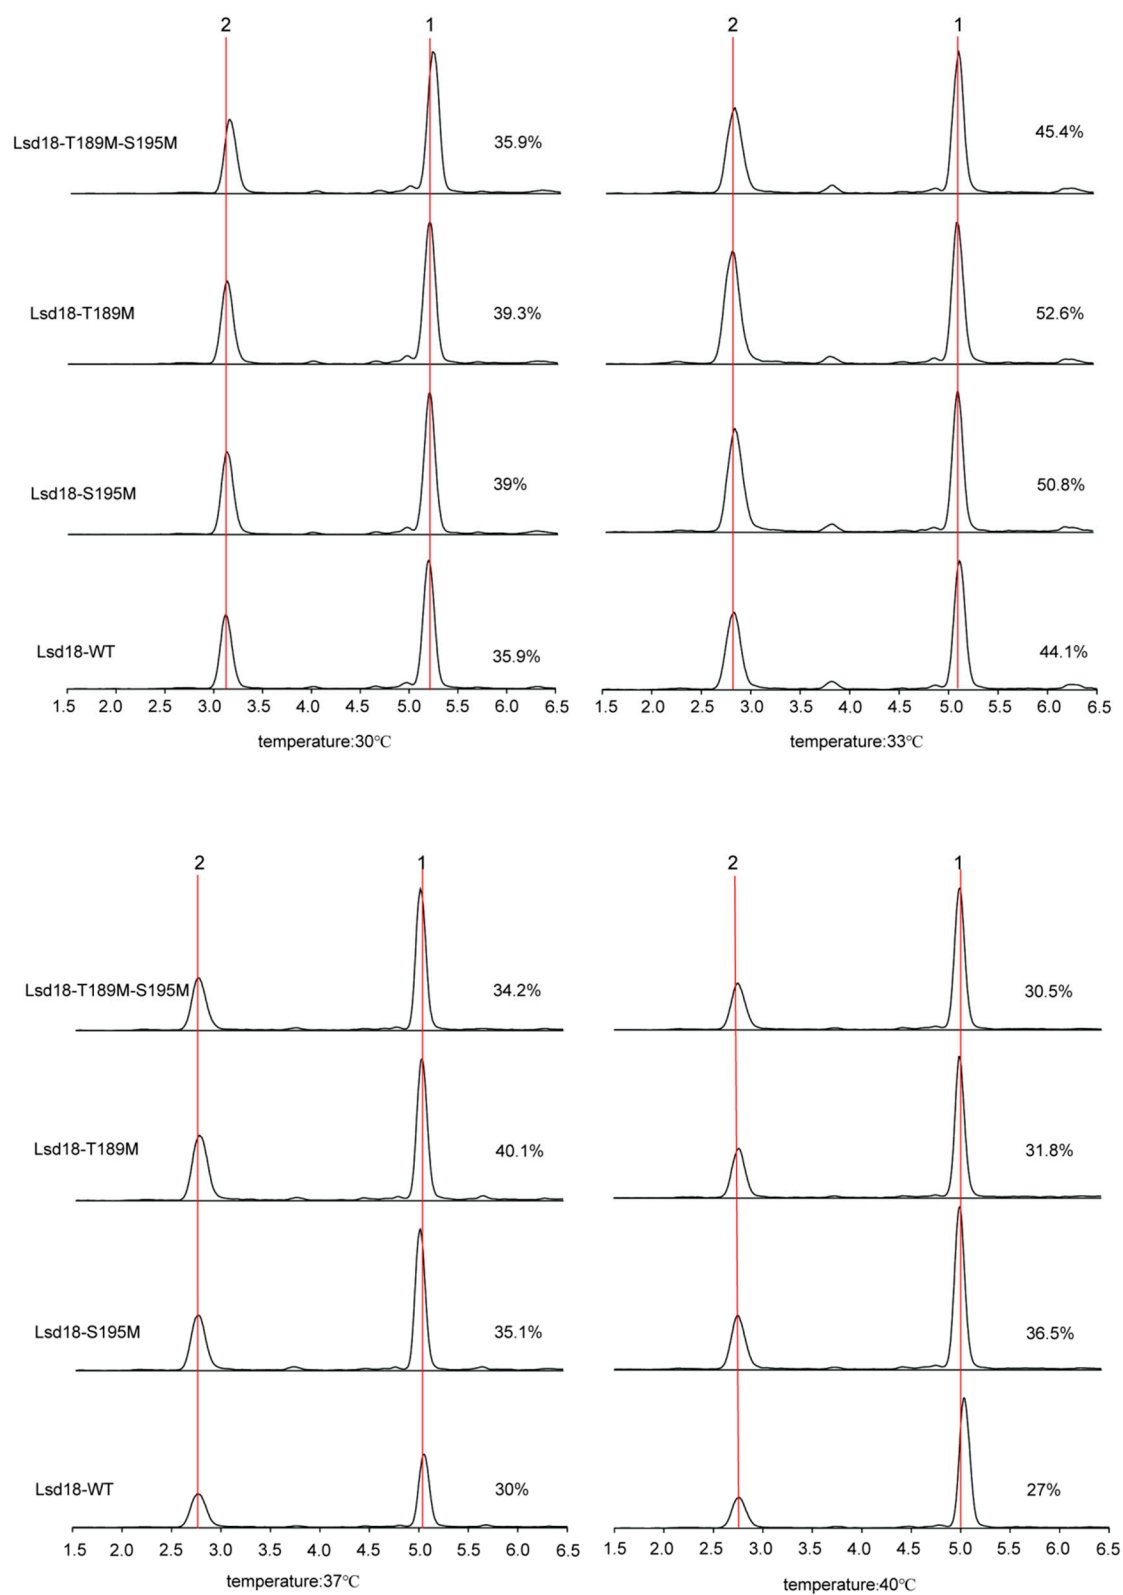 2 1 2 1
Lsd18-T189M-S195M 35.9% 45.4%
Lsd18-T189M 39.3% 52.6%
Lsd18-S195M 39% 50.8%
Lsd18-WT 35.9% 44.1%
1.5 2.0 2.5 3.0 3.5 4.0 4.5 5.0 5.5 6.0 6.5 1.5 2.0 2.5 3.0 3.5 4.0 4.5 5.0 5.5 6.0 6.5
temperature:30℃ temperature:33℃
2 1 2 1
Lsd18-T189M-S195M 34.2% 30.5%
Lsd18-T189M 40.1% 31.8%
Lsd18-S195M 35.1% 36.5%
Lsd18-WT 30% 27%
1.5 2.0 2.5 3.0 3.5 4.0 4.5 5.0 5.5 6.0 6.5 1.5 2.0 2.5 3.0 3.5 4.0 4.5 5.0 5.5 6.0 6.5
temperature:37℃ temperature:40℃